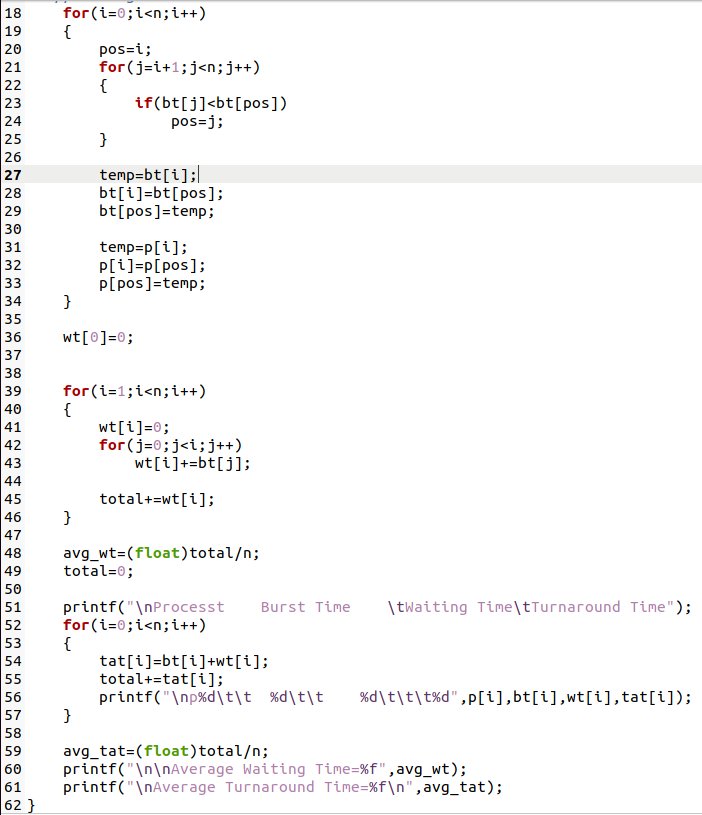 18 for(i=0;i<n;i++)
19 {
20 pos=i;
21 for(j=i+1;j<n;j++)
22 {
23 if(bt[j]<bt[pos])
24 pos=j;
25 }
26
27 temp=bt[i];
28 bt[i]=bt[pos];
29 bt[pos]=temp;
30
31 temp=p[i];
32 p[i]=p[pos];
33 p[pos]=temp;
34 }
35
36 wt[0]=0;
37
38
39 for(i=1;i<n;i++)
40 {
41 wt[i]=0;
42 for(j=0;j<i;j++)
43 wt[i]+=bt[j];
44
45 total+=wt[i];
46 }
47
48 avg_wt=(float)total/n;
49 total=0;
50
51 printf("\nProcesst    Burst Time    \tWaiting Time\tTurnaround Time");
52 for(i=0;i<n;i++)
53 {
54 tat[i]=bt[i]+wt[i];
55 total+=tat[i];
56 printf("\np%d\t\t  %d\t\t    %d\t\t\t%d",p[i],bt[i],wt[i],tat[i]);
57 }
58
59 avg_tat=(float)total/n;
60 printf("\n\nAverage Waiting Time=%f",avg_wt);
61 printf("\nAverage Turnaround Time=%f\n",avg_tat);
62 }